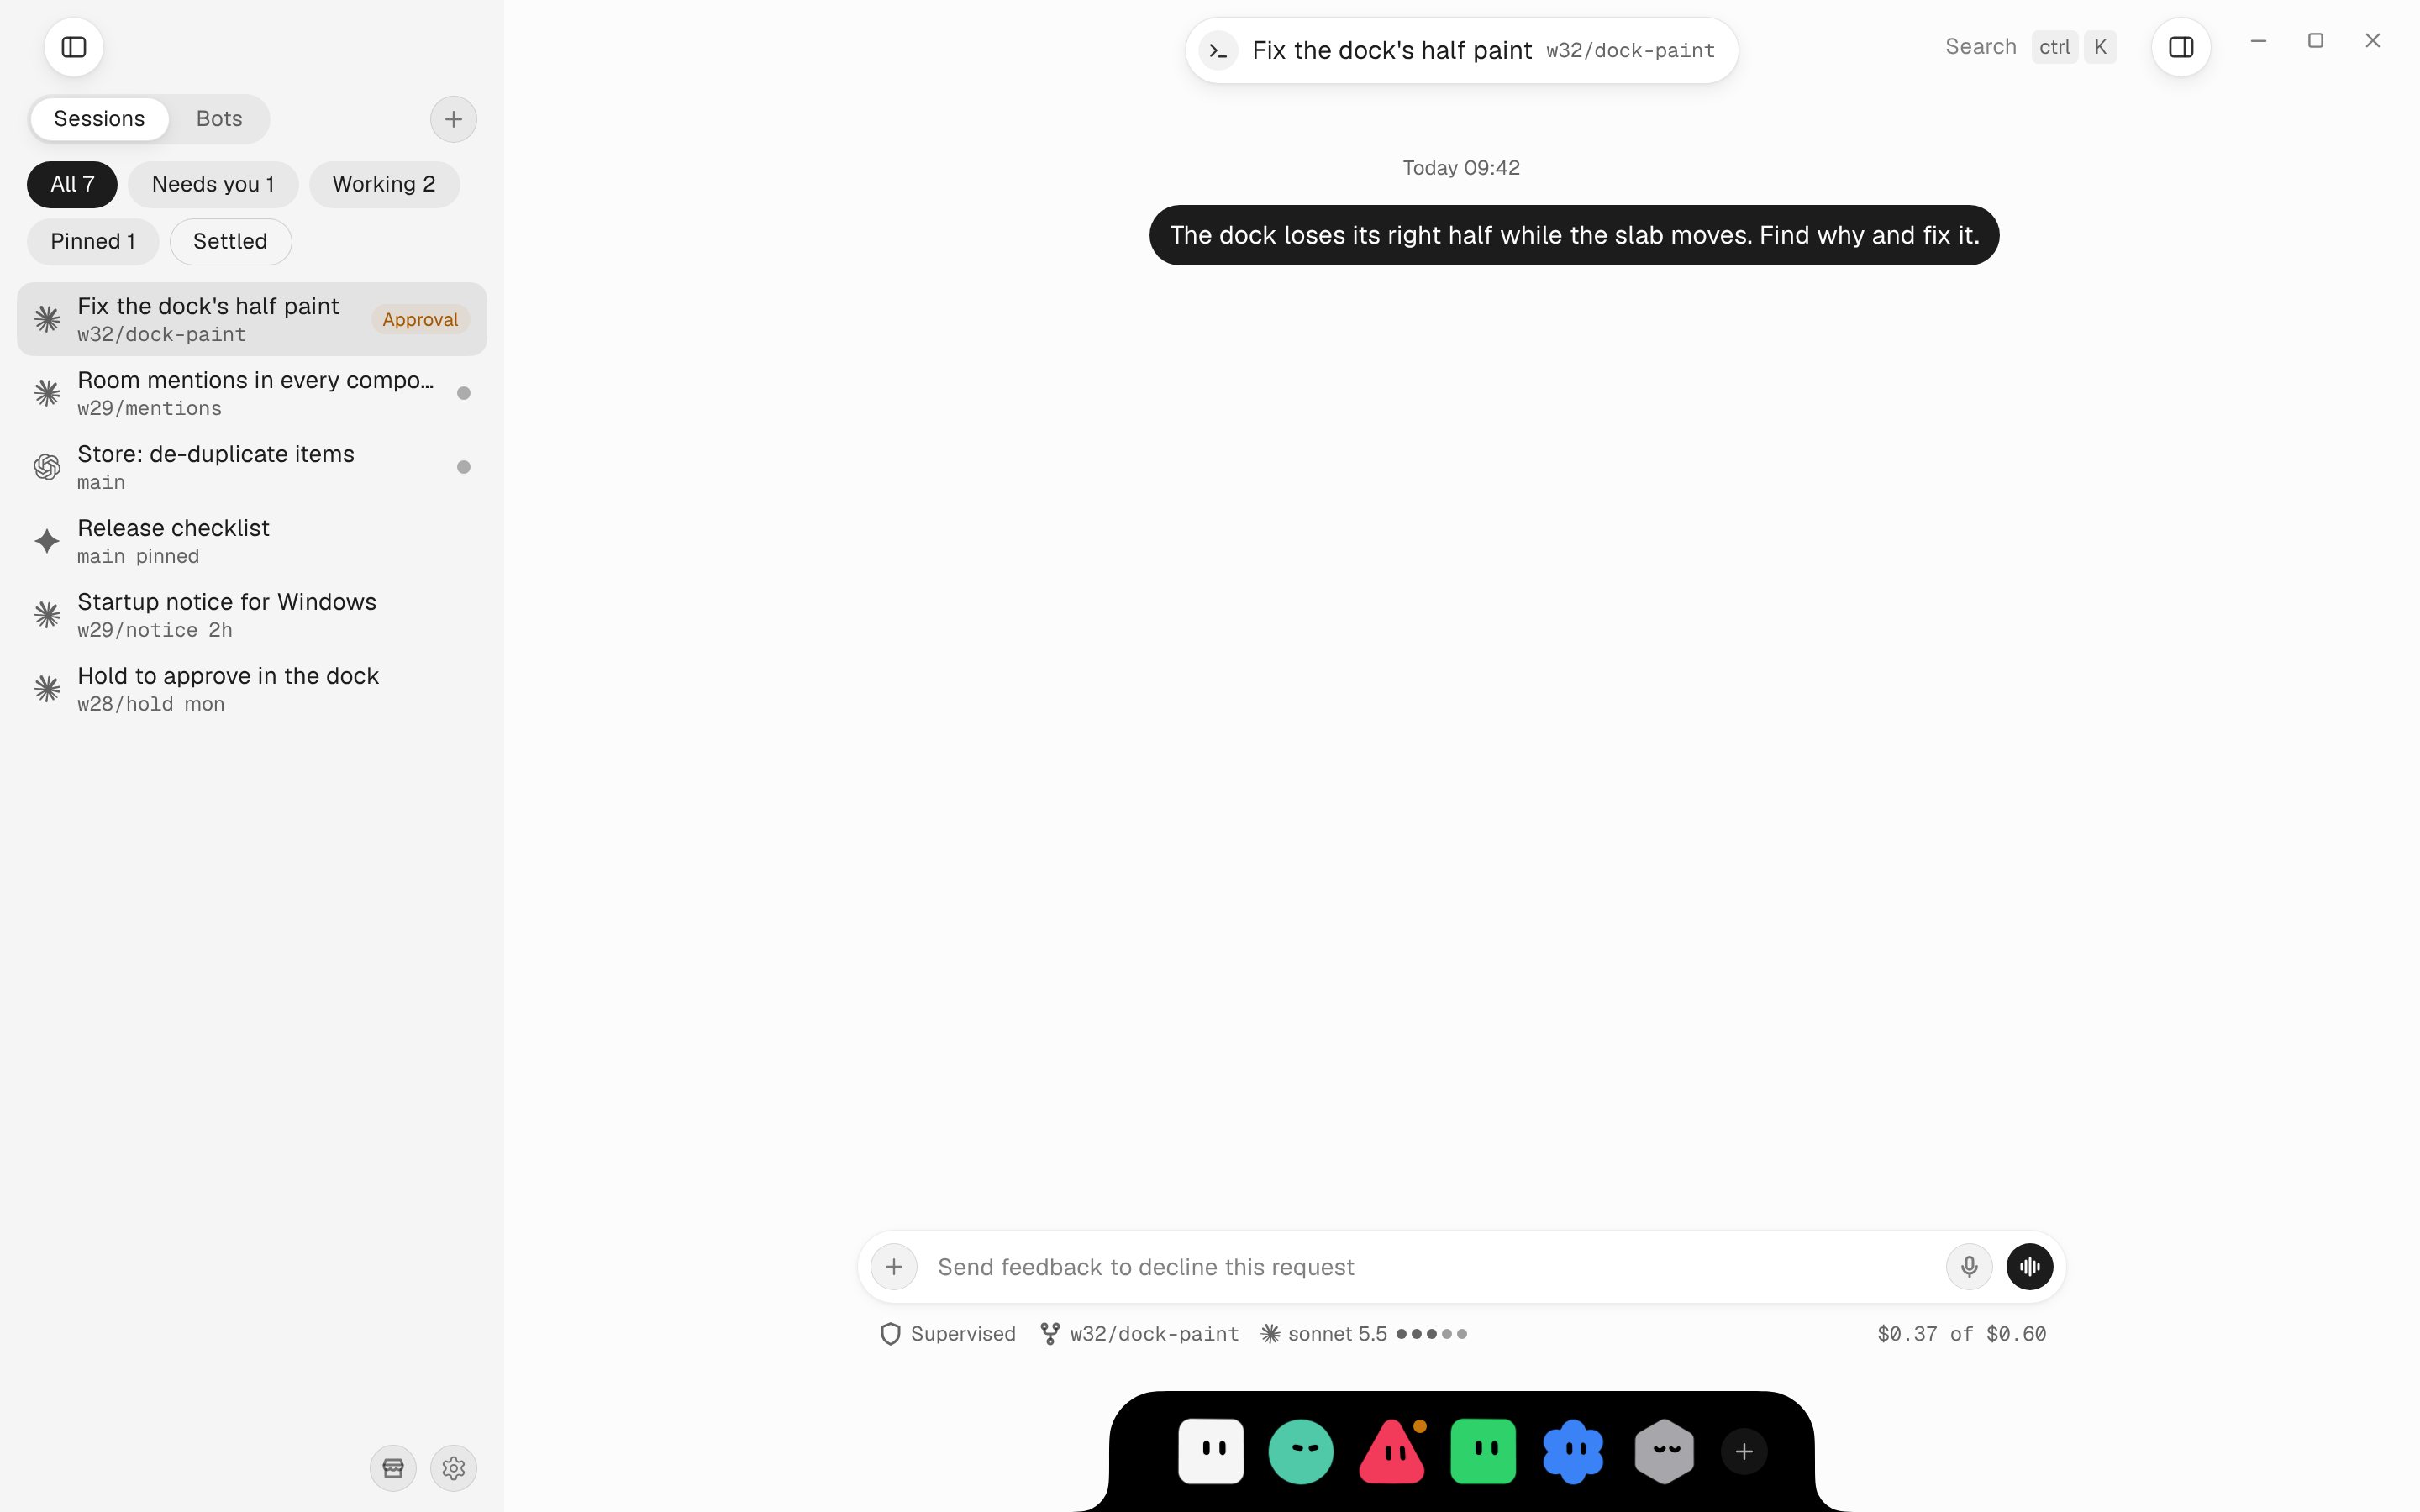 Fix the dock's half paint w32/dock-paint
Search ctrl K
Sessions Bots
All 7 Needs you 1 Working 2
Pinned 1 Settled
Fix the dock's half paint
w32/dock-paint
Approval
Room mentions in every compo…
w29/mentions
Store: de-duplicate items
main
Release checklist
main pinned
Startup notice for Windows
w29/notice 2h
Hold to approve in the dock
w28/hold mon
Today 09:42
The dock loses its right half while the slab moves. Find why and fix it.
Send feedback to decline this request
Supervised w32/dock-paint sonnet 5.5 $0.37 of $0.60